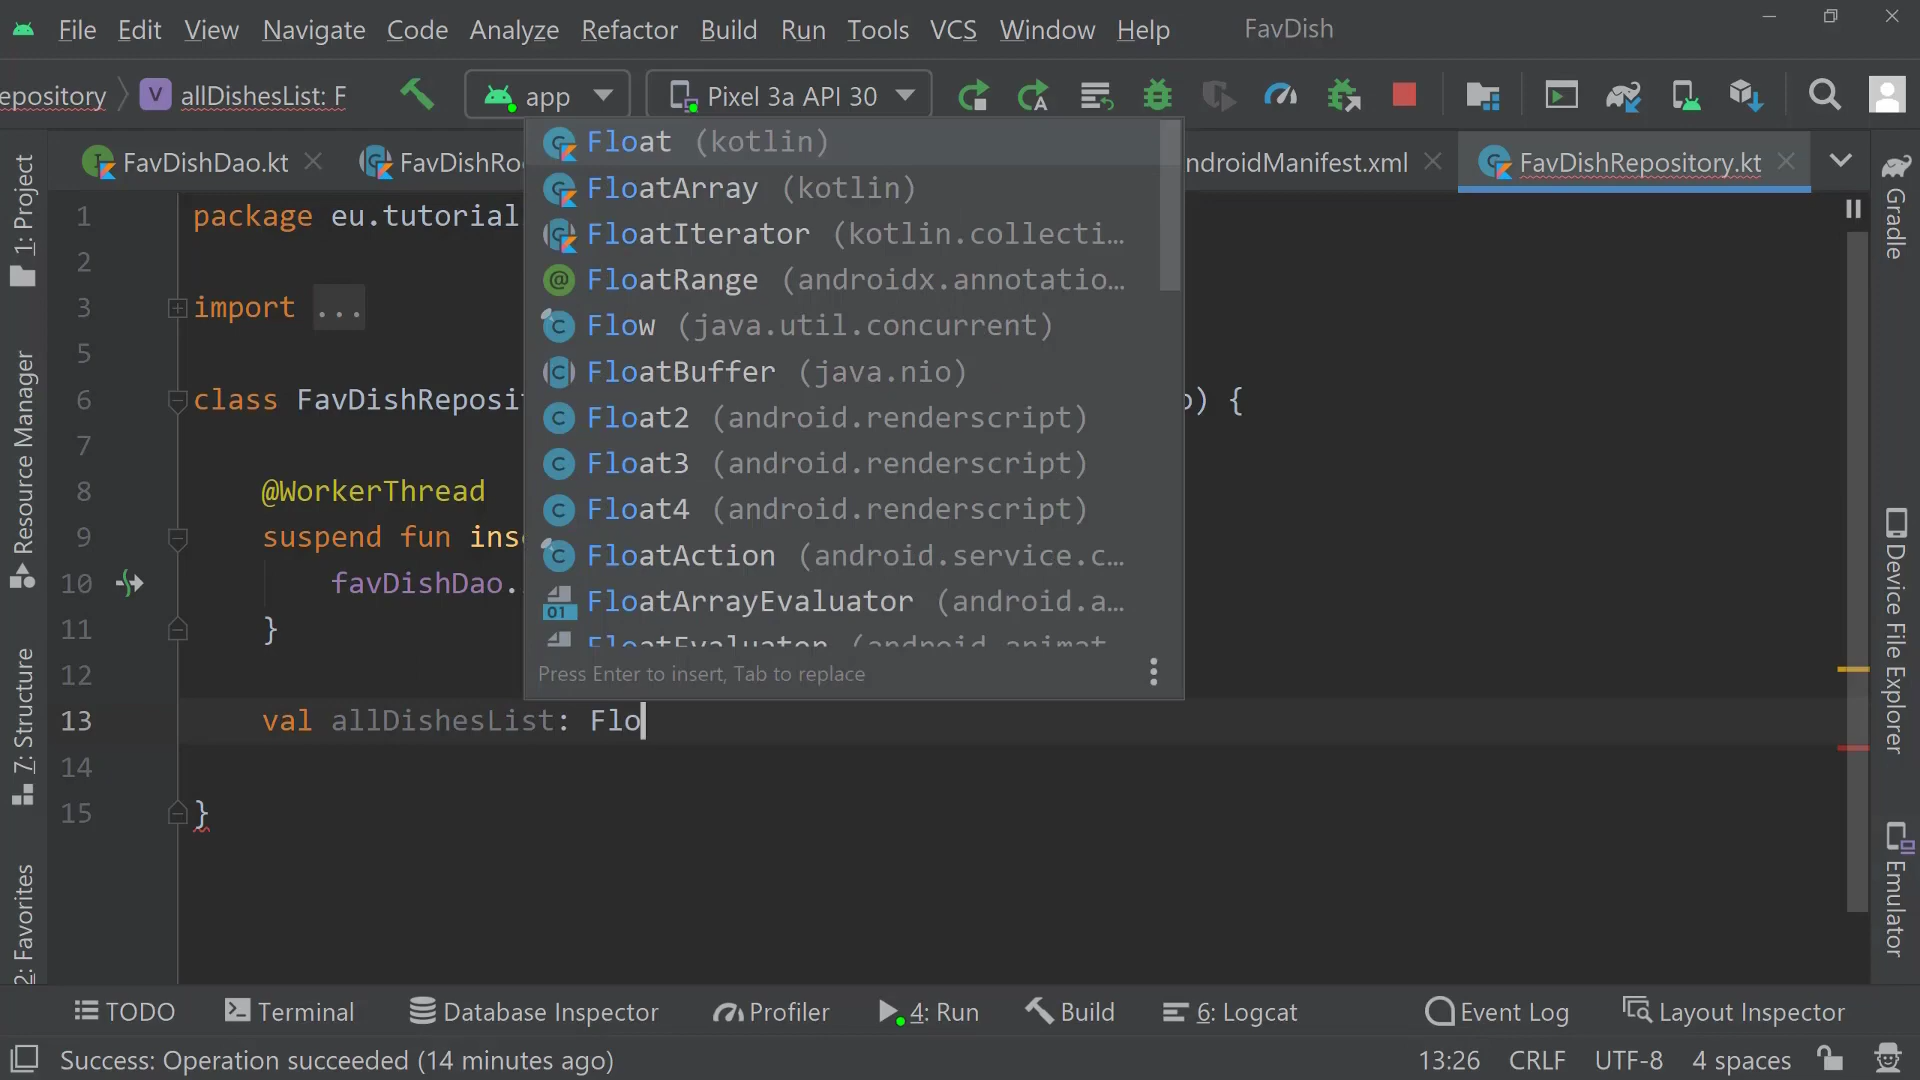 File Edit View Navigate Code Analyze Refactor Build Run Tools VCS Window Help FavDish
epository V allDishesList: F app Pixel 3a API 30
FavDishDao.kt FavDishRo ndroidManifest.xml FavDishRepository.kt
1: Project
Resource Manager
7: Structure
2: Favorites
1 package eu.tutorial
2
3 import ...
5
6 class FavDishReposi ) {
7
8 @WorkerThread
9 suspend fun ins
10 favDishDao.
11 }
12
13 val allDishesList: Flo
14
15 }
Float (kotlin)
FloatArray (kotlin)
FloatIterator (kotlin.collecti...
FloatRange (androidx.annotatio...
Flow (java.util.concurrent)
FloatBuffer (java.nio)
Float2 (android.renderscript)
Float3 (android.renderscript)
Float4 (android.renderscript)
FloatAction (android.service.c...
FloatArrayEvaluator (android.a...
FloatEvaluator (android.animat
Press Enter to insert, Tab to replace
Gradle
Device File Explorer
Emulator
TODO Terminal Database Inspector Profiler 4: Run Build 6: Logcat Event Log Layout Inspector
Success: Operation succeeded (14 minutes ago) 13:26 CRLF UTF-8 4 spaces